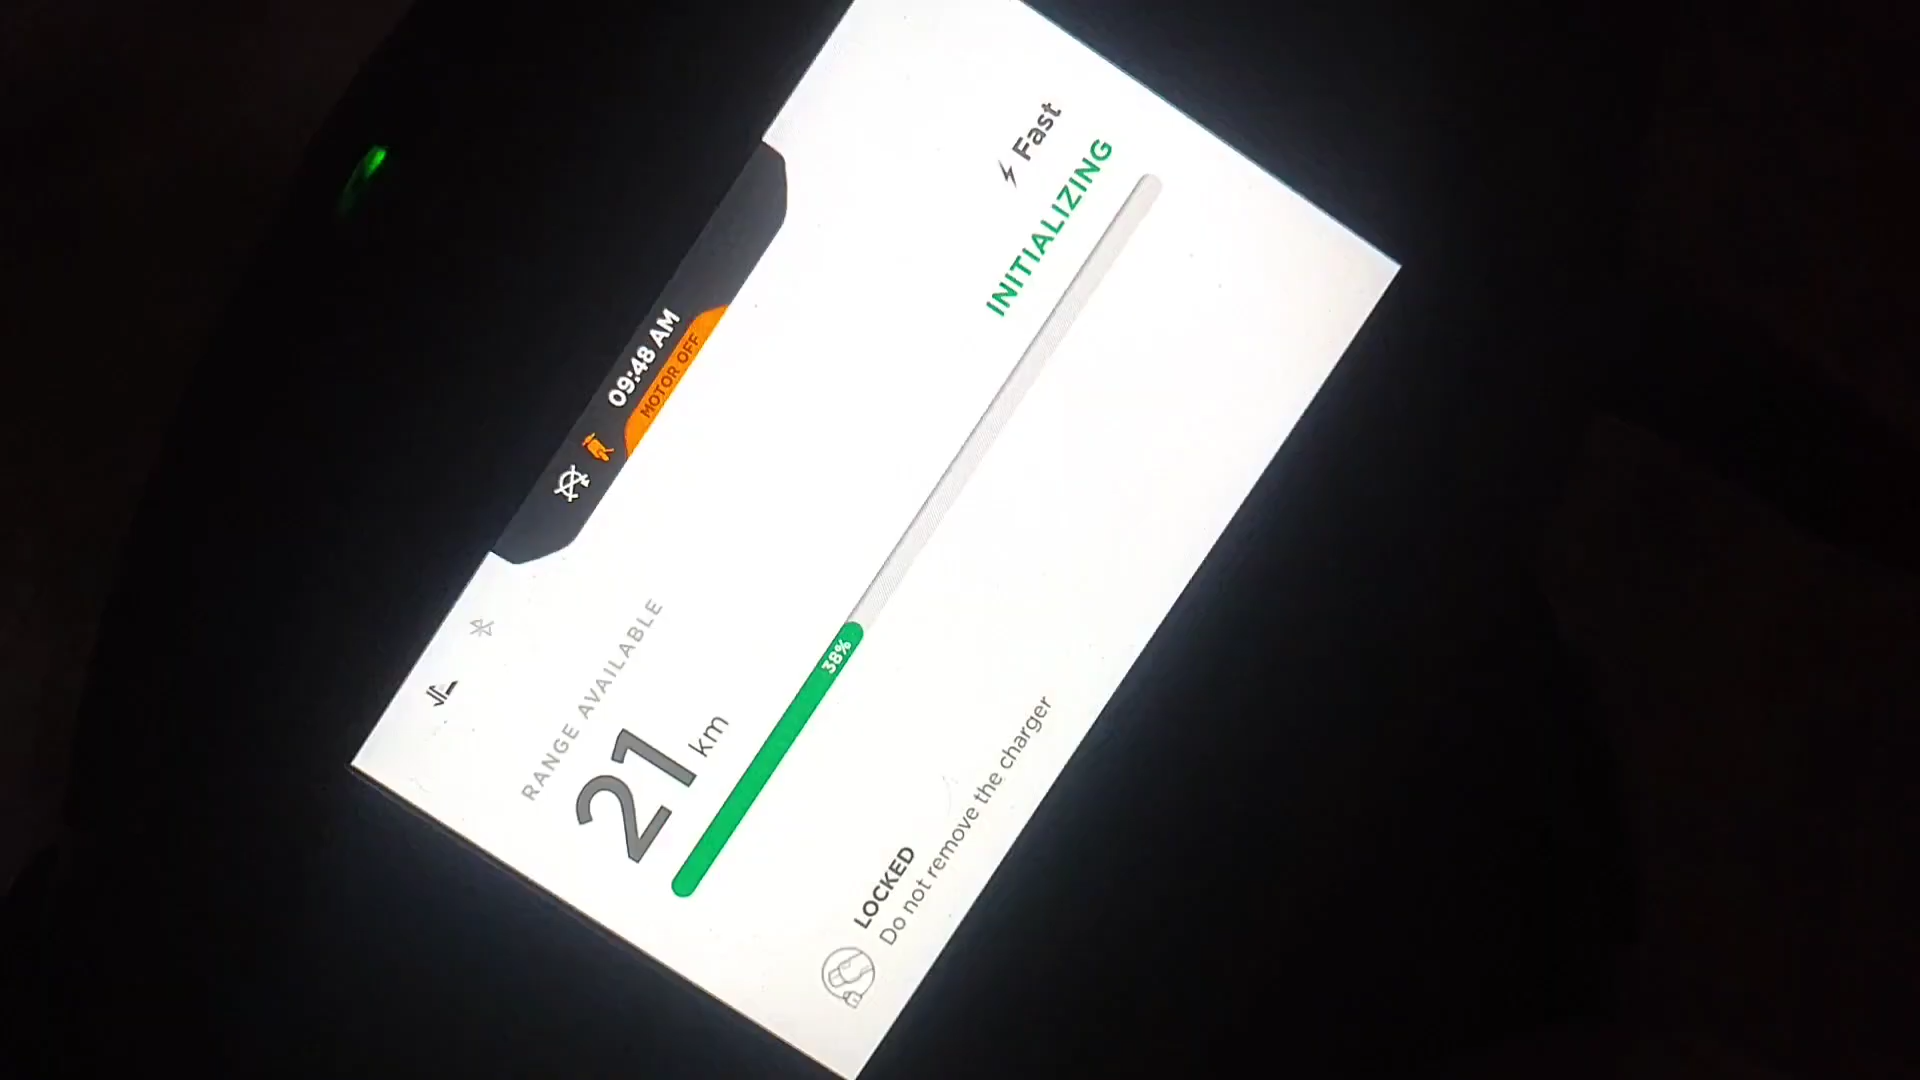 09:48 AM
MOTOR OFF
RANGE AVAILABLE
21 km
Fast
INITIALIZING
38%
LOCKED
Do not remove the charger